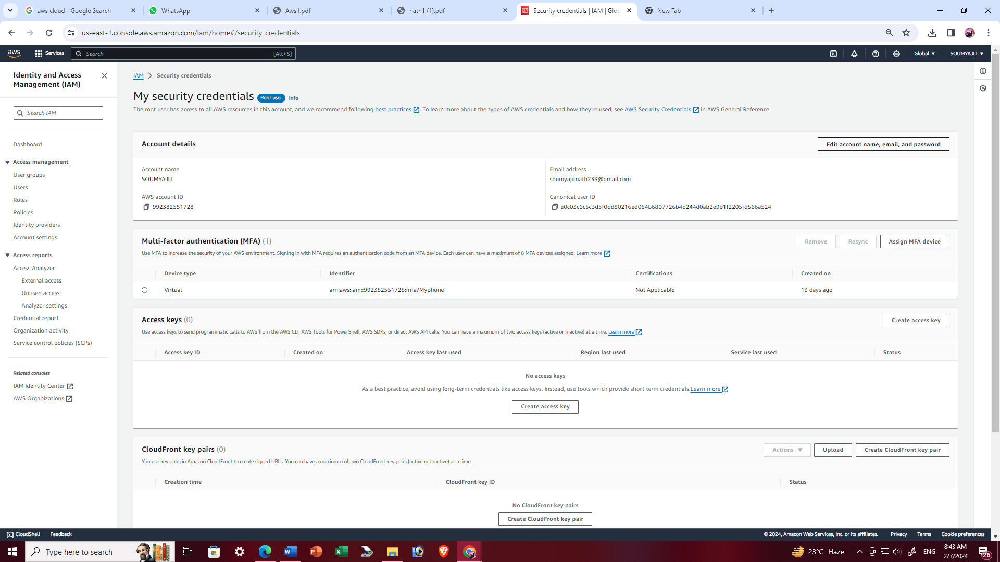 aws cloud - Google Search
WhatsApp
Aws1.pdf
nath1 (1).pdf
Security credentials | IAM | Glob
New Tab
us-east-1.console.aws.amazon.com/iam/home#/security_credentials
aws
Services
Search
[Alt+S]
Global
SOUMYAJIT
Identity and Access
Management (IAM)
Search IAM
Dashboard
Access management
User groups
Users
Roles
Policies
Identity providers
Account settings
Access reports
Access Analyzer
External access
Unused access
Analyzer settings
Credential report
Organization activity
Service control policies (SCPs)
Related consoles
IAM Identity Center
AWS Organizations
IAM > Security credentials
My security credentials Root user Info
The root user has access to all AWS resources in this account, and we recommend following best practices. To learn more about the types of AWS credentials and how they're used, see AWS Security Credentials in AWS General Reference
Account details
Edit account name, email, and password
Account name
SOUMYAJIT
Email address
soumyajitnath233@gmail.com
AWS account ID
992382551728
Canonical user ID
e0c03c6c5c3d5f0dd80216ed054b6807726b4d244d0ab2e9b1f2205fd566a524
Multi-factor authentication (MFA) (1)
Remove
Resync
Assign MFA device
Use MFA to increase the security of your AWS environment. Signing in with MFA requires an authentication code from an MFA device. Each user can have a maximum of 8 MFA devices assigned. Learn more
Device type Identifier Certifications Created on
Virtual arn:aws:iam::992382551728:mfa/Myphone Not Applicable 13 days ago
Access keys (0)
Create access key
Use access keys to send programmatic calls to AWS from the AWS CLI, AWS Tools for PowerShell, AWS SDKs, or direct AWS API calls. You can have a maximum of two access keys (active or inactive) at a time. Learn more
Access key ID Created on Access key last used Region last used Service last used Status
No access keys
As a best practice, avoid using long-term credentials like access keys. Instead, use tools which provide short term credentials.Learn more
Create access key
CloudFront key pairs (0)
Actions
Upload
Create CloudFront key pair
You use key pairs in Amazon CloudFront to create signed URLs. You can have a maximum of two CloudFront key pairs (active or inactive) at a time.
Creation time CloudFront key ID Status
No CloudFront key pairs
Create CloudFront key pair
CloudShell Feedback
© 2024, Amazon Web Services, Inc. or its affiliates. Privacy Terms Cookie preferences
Type here to search
23°C Haze
ENG
8:43 AM
2/7/2024
26